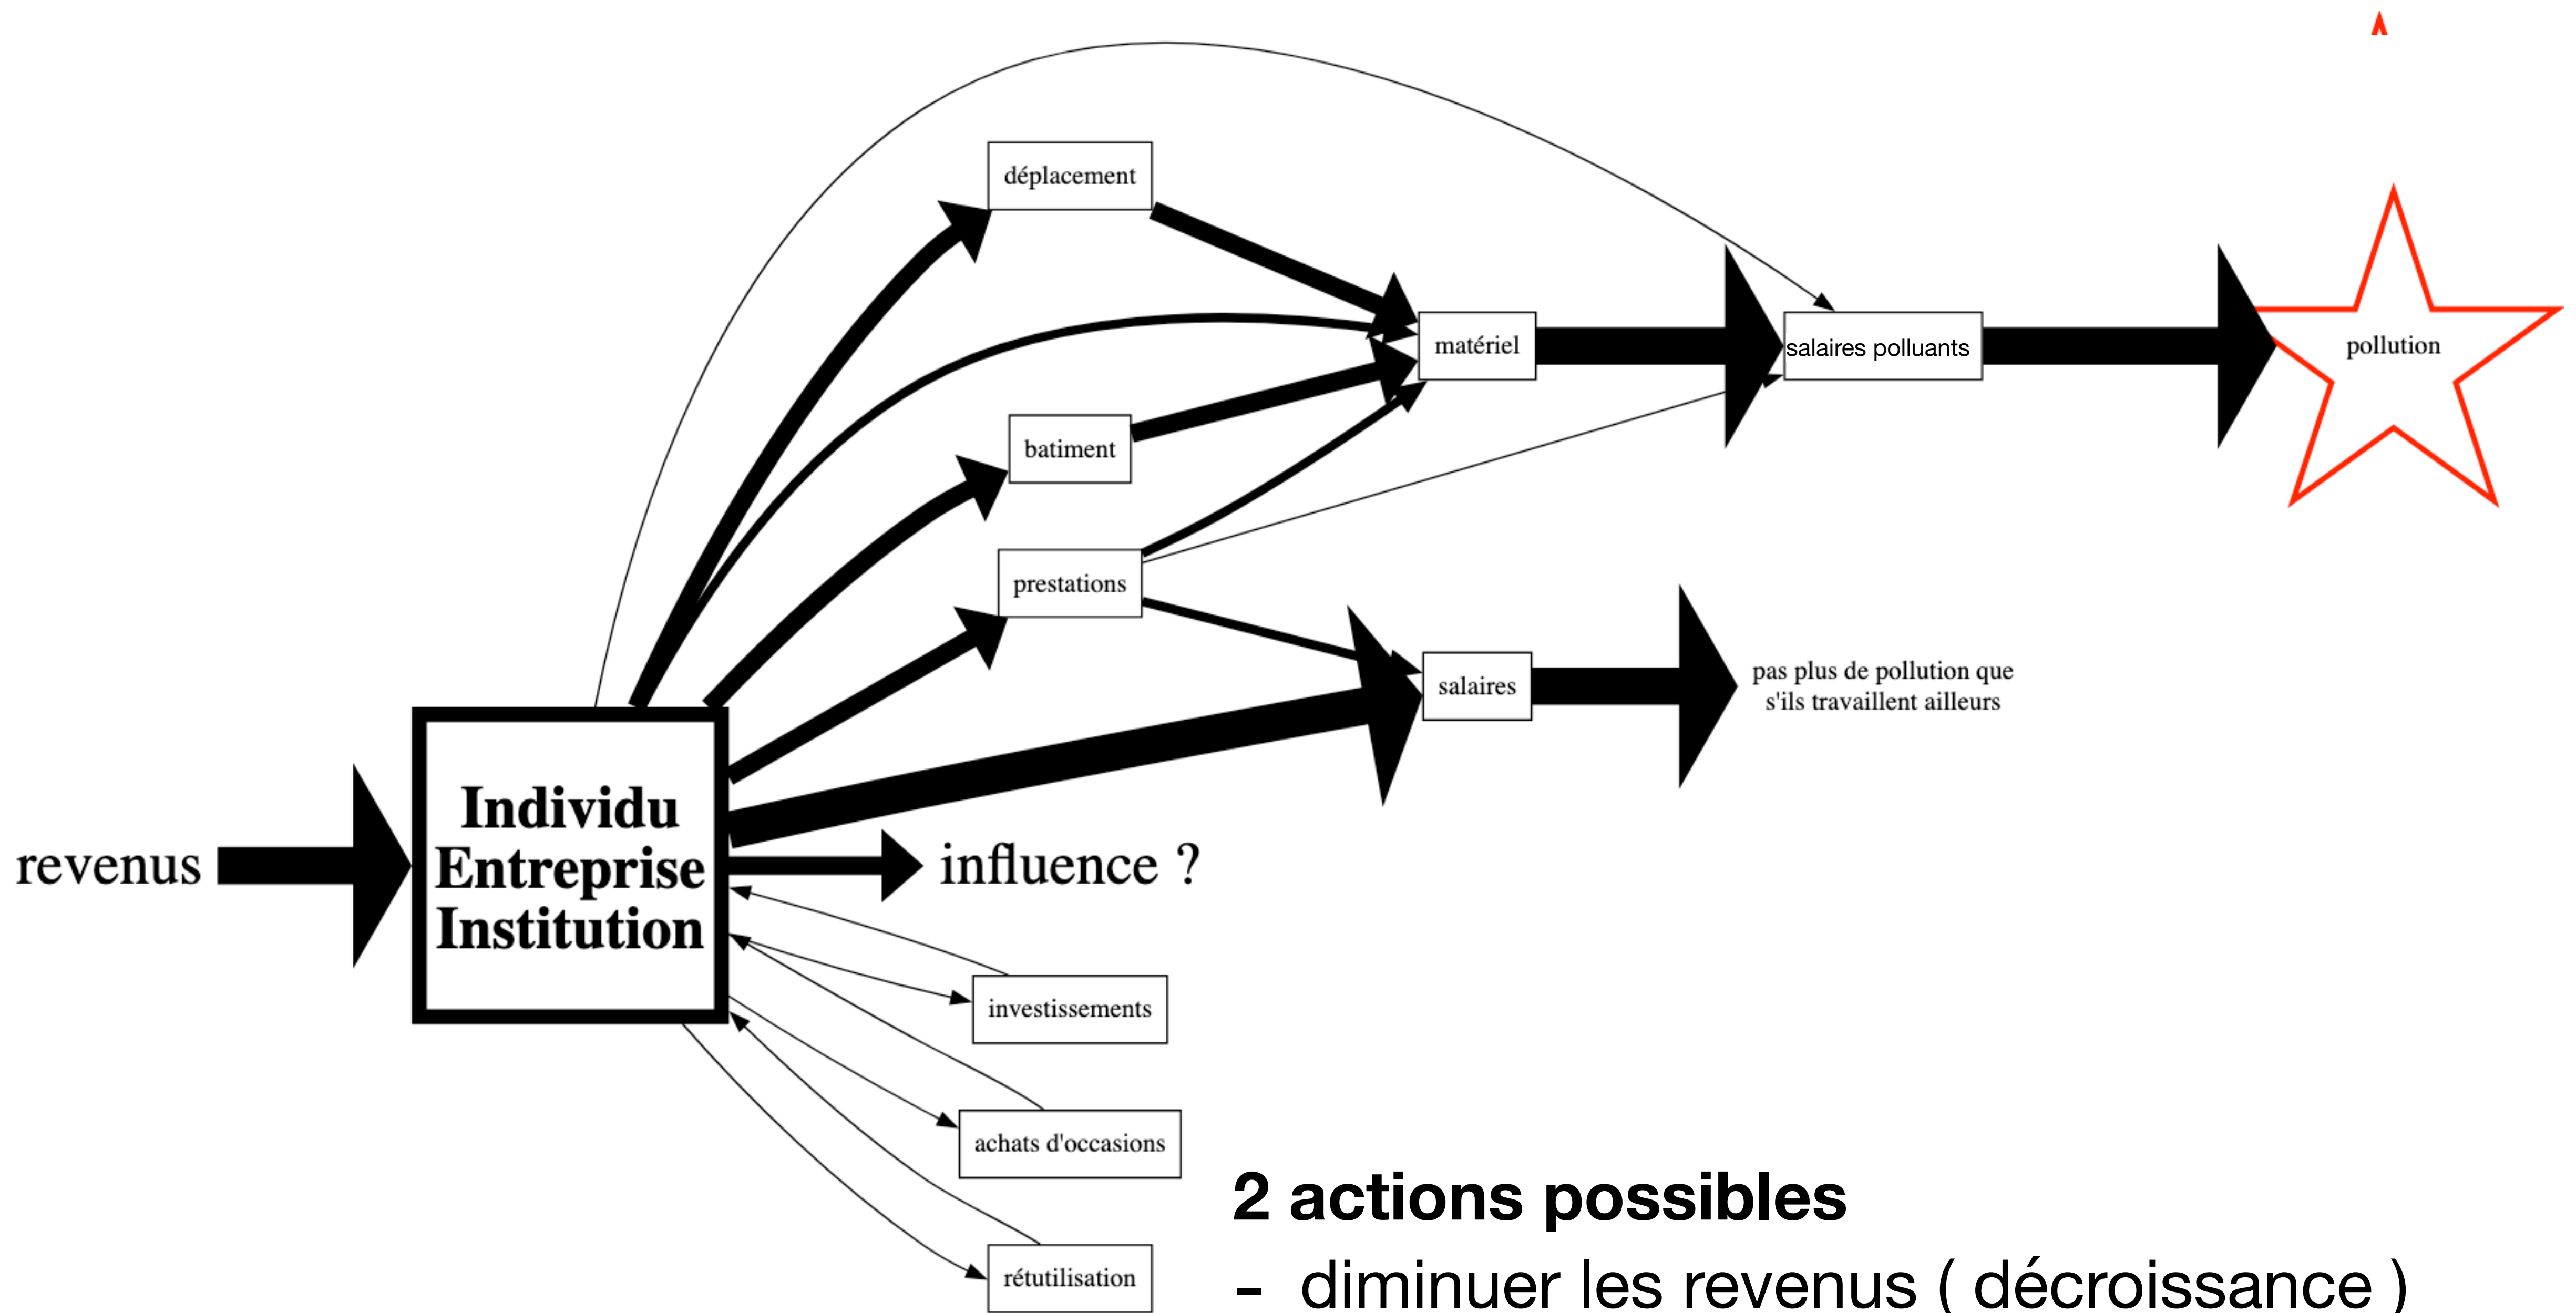 déplacement
matériel
salaires polluants
pollution
batiment
prestations
salaires
pas plus de pollution que
s'ils travaillent ailleurs
revenus
Individu
Entreprise
Institution
influence ?
investissements
achats d'occasions
rétutilisation
2 actions possibles
- diminuer les revenus ( décroissance )